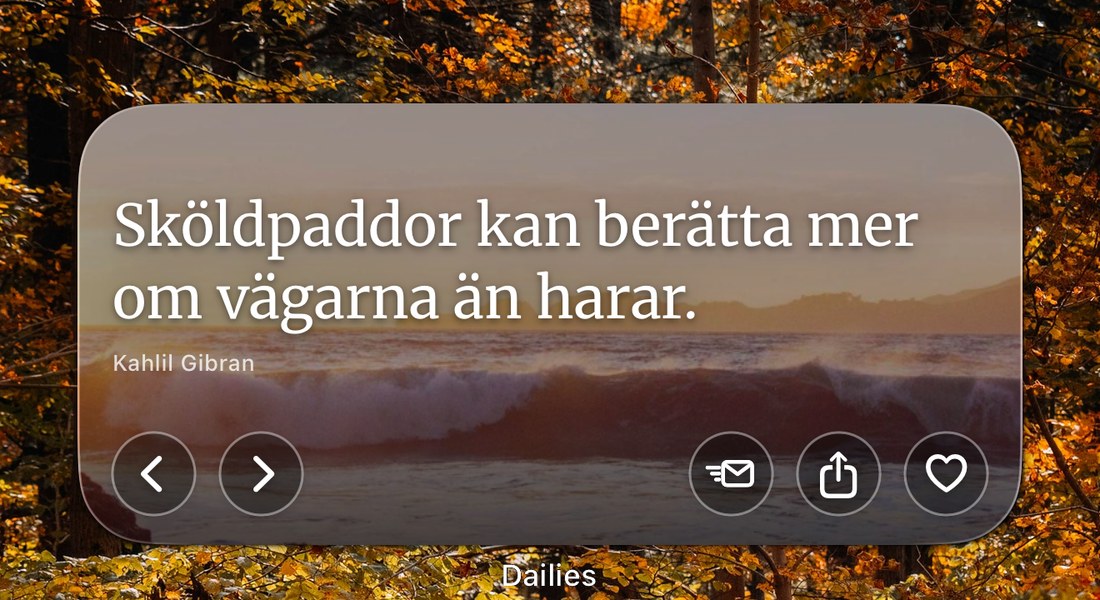 Sköldpaddor kan berätta mer
om vägarna än harar.
Kahlil Gibran
Dailies